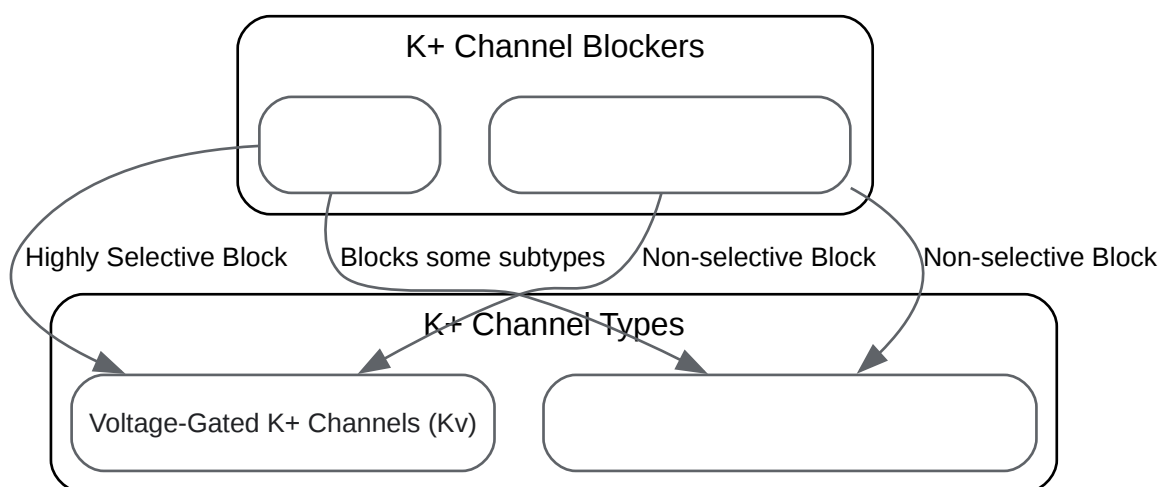 K+ Channel Blockers
Highly Selective Block
Blocks some subtypes
Non-selective Block
Non-selective Block
K+ Channel Types
Voltage-Gated K+ Channels (Kv)